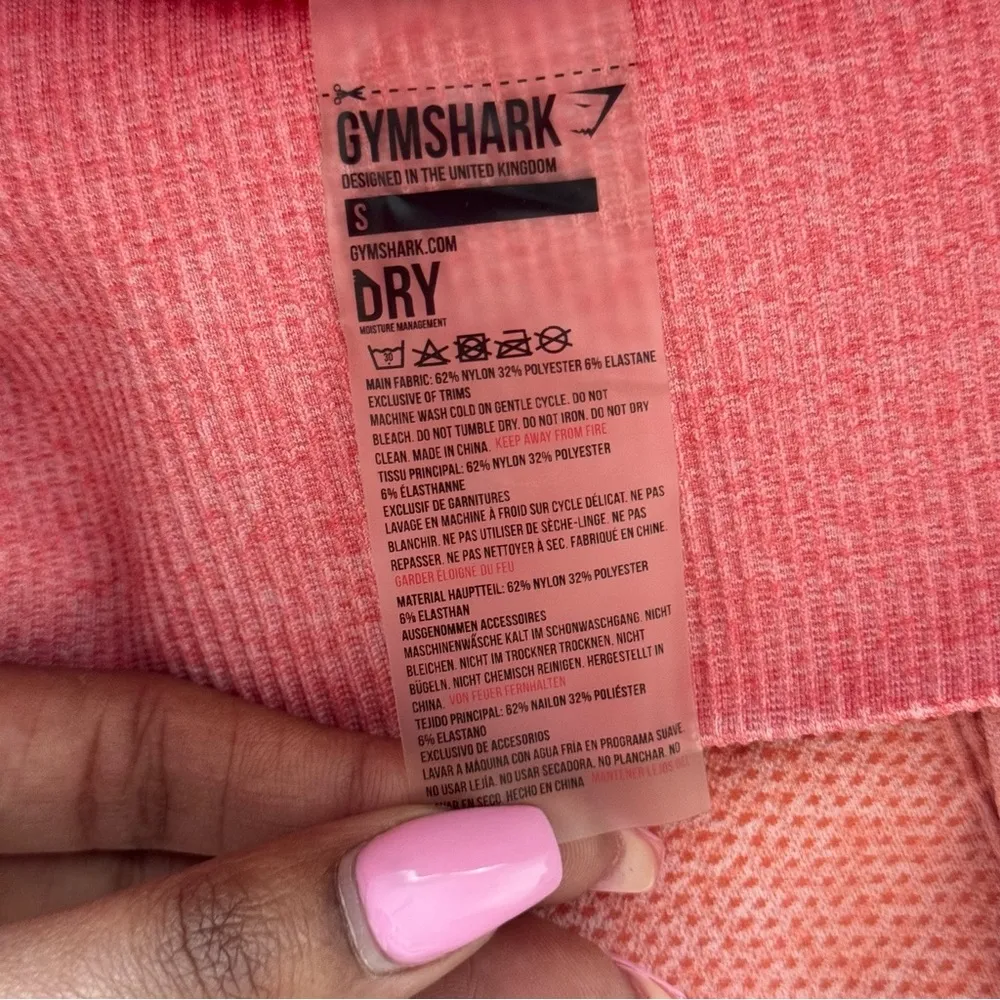 GYMSHARK
DESIGNED IN THE UNITED KINGDOM
S
GYMSHARK.COM
DRY
MOISTURE MANAGEMENT
30
MAIN FABRIC: 62% NYLON 32% POLYESTER 6% ELASTANE
EXCLUSIVE OF TRIMS
MACHINE WASH COLD ON GENTLE CYCLE. DO NOT
BLEACH. DO NOT TUMBLE DRY. DO NOT IRON. DO NOT DRY
CLEAN. MADE IN CHINA. KEEP AWAY FROM FIRE
TISSU PRINCIPAL: 62% NYLON 32% POLYESTER
6% ÉLASTHANNE
EXCLUSIF DE GARNITURES
LAVAGE EN MACHINE À FROID SUR CYCLE DÉLICAT. NE PAS
BLANCHIR. NE PAS UTILISER DE SÈCHE-LINGE. NE PAS
REPASSER. NE PAS NETTOYER À SEC. FABRIQUÉ EN CHINE.
GARDER ÉLOIGNE DU FEU
MATERIAL HAUPTTEIL: 62% NYLON 32% POLYESTER
6% ELASTHAN
AUSGENOMMEN ACCESSOIRES
MASCHINENWÄSCHE KALT IM SCHONWASCHGANG. NICHT
BLEICHEN. NICHT IM TROCKNER TROCKNEN. NICHT
BÜGELN. NICHT CHEMISCH REINIGEN. HERGESTELLT IN
CHINA. VON FEUER FERNHALTEN
TEJIDO PRINCIPAL: 62% NAILON 32% POLIÉSTER
6% ELASTANO
EXCLUSIVO DE ACCESORIOS
LAVAR A MÁQUINA CON AGUA FRÍA EN PROGRAMA SUAVE.
NO USAR LEJÍA. NO USAR SECADORA. NO PLANCHAR. NO
EN SECO. HECHO EN CHINA MANTENER LEJOS DEL